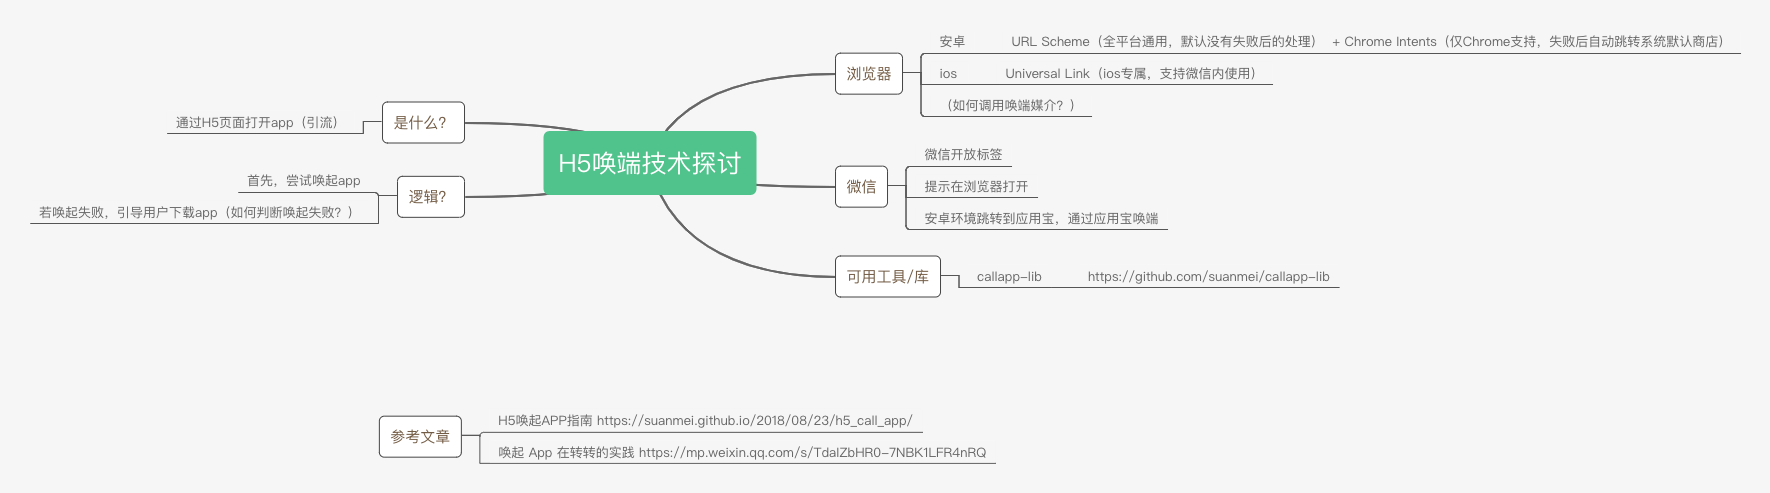 H5唤端技术探讨
是什么？
通过H5页面打开app（引流）
逻辑？
首先，尝试唤起app
若唤起失败，引导用户下载app（如何判断唤起失败？）
浏览器
安卓 URL Scheme（全平台通用，默认没有失败后的处理） + Chrome Intents（仅Chrome支持，失败后自动跳转系统默认商店）
ios Universal Link（ios专属，支持微信内使用）
（如何调用唤端媒介？）
微信
微信开放标签
提示在浏览器打开
安卓环境跳转到应用宝，通过应用宝唤端
可用工具/库
callapp-lib https://github.com/suanmei/callapp-lib
参考文章
H5唤起APP指南 https://suanmei.github.io/2018/08/23/h5_call_app/
唤起 App 在转转的实践 https://mp.weixin.qq.com/s/TdaIZbHR0-7NBK1LFR4nRQ